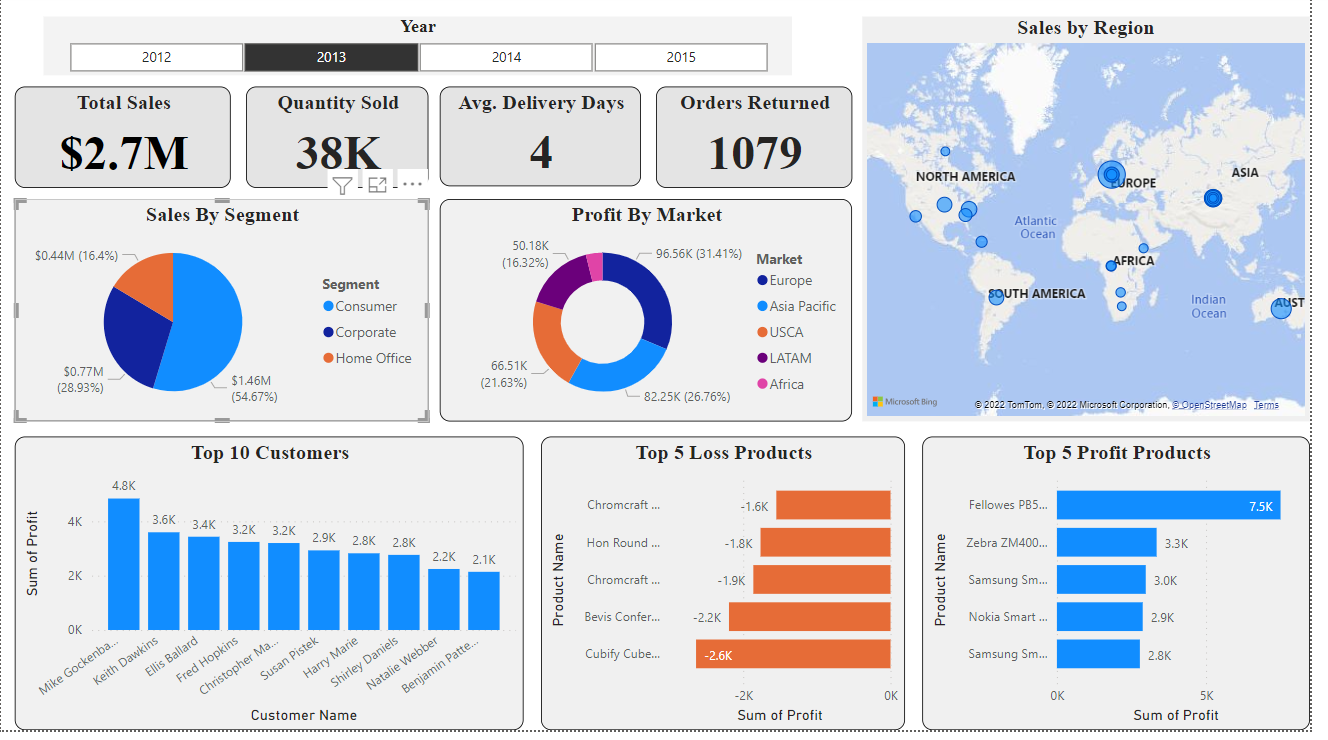 Year
2012
2013
2014
2015
Total Sales
$2.7M
Quantity Sold
38K
Avg. Delivery Days
4
Orders Returned
1079
Sales by Region
NORTH AMERICA
EUROPE
ASIA
Atlantic
Ocean
AFRICA
SOUTH AMERICA
Indian
Ocean
AUST
Microsoft Bing
© 2022 TomTom, © 2022 Microsoft Corporation, © OpenStreetMap Terms
Sales By Segment
$0.44M (16.4%)
$0.77M
(28.93%)
$1.46M
(54.67%)
Segment
Consumer
Corporate
Home Office
Profit By Market
50.18K
(16.32%)
96.56K (31.41%)
66.51K
(21.63%)
82.25K (26.76%)
Market
Europe
Asia Pacific
USCA
LATAM
Africa
Top 10 Customers
Sum of Profit
4K
2K
0K
4.8K
3.6K
3.4K
3.2K
3.2K
2.9K
2.8K
2.8K
2.2K
2.1K
Mike Gockenba...
Keith Dawkins
Ellis Ballard
Fred Hopkins
Christopher Ma...
Susan Pistek
Harry Marie
Shirley Daniels
Natalie Webber
Benjamin Patte...
Customer Name
Top 5 Loss Products
Product Name
Chromcraft ...
-1.6K
Hon Round ...
-1.8K
Chromcraft ...
-1.9K
Bevis Confer...
-2.2K
Cubify Cube...
-2.6K
-2K
0K
Sum of Profit
Top 5 Profit Products
Product Name
Fellowes PB5...
7.5K
Zebra ZM400...
3.3K
Samsung Sm...
3.0K
Nokia Smart ...
2.9K
Samsung Sm...
2.8K
0K
5K
Sum of Profit